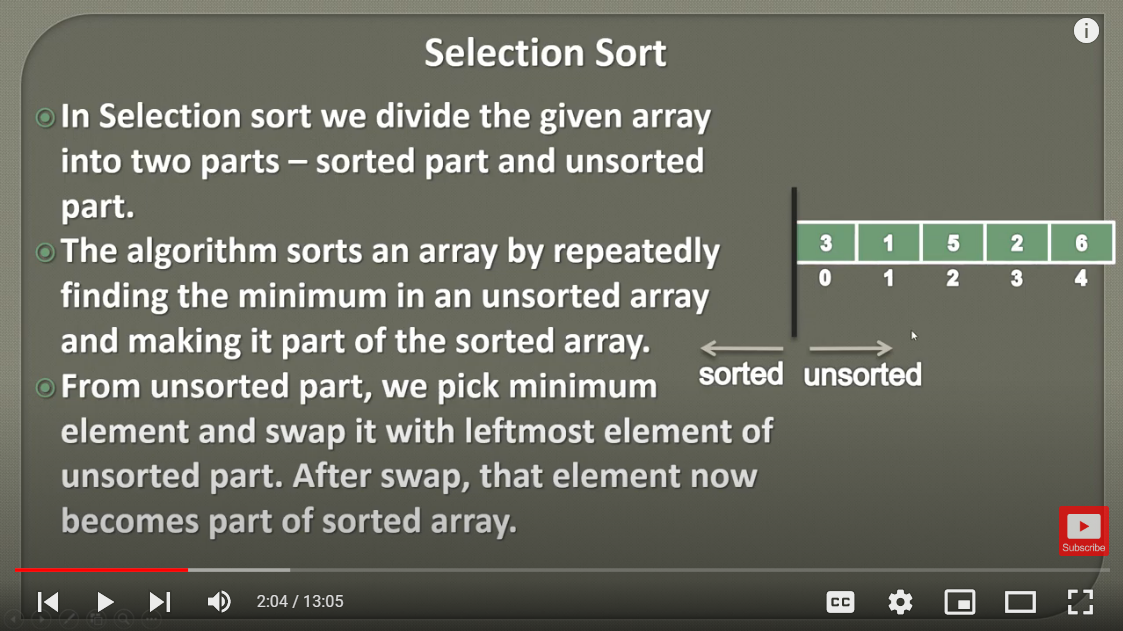 Selection Sort
In Selection sort we divide the given array
into two parts – sorted part and unsorted
part.
The algorithm sorts an array by repeatedly
finding the minimum in an unsorted array
and making it part of the sorted array.
From unsorted part, we pick minimum
element and swap it with leftmost element of
unsorted part. After swap, that element now
becomes part of sorted array.
3 1 5 2 6
0 1 2 3 4
sorted unsorted
Subscribe
2:04 / 13:05
CC